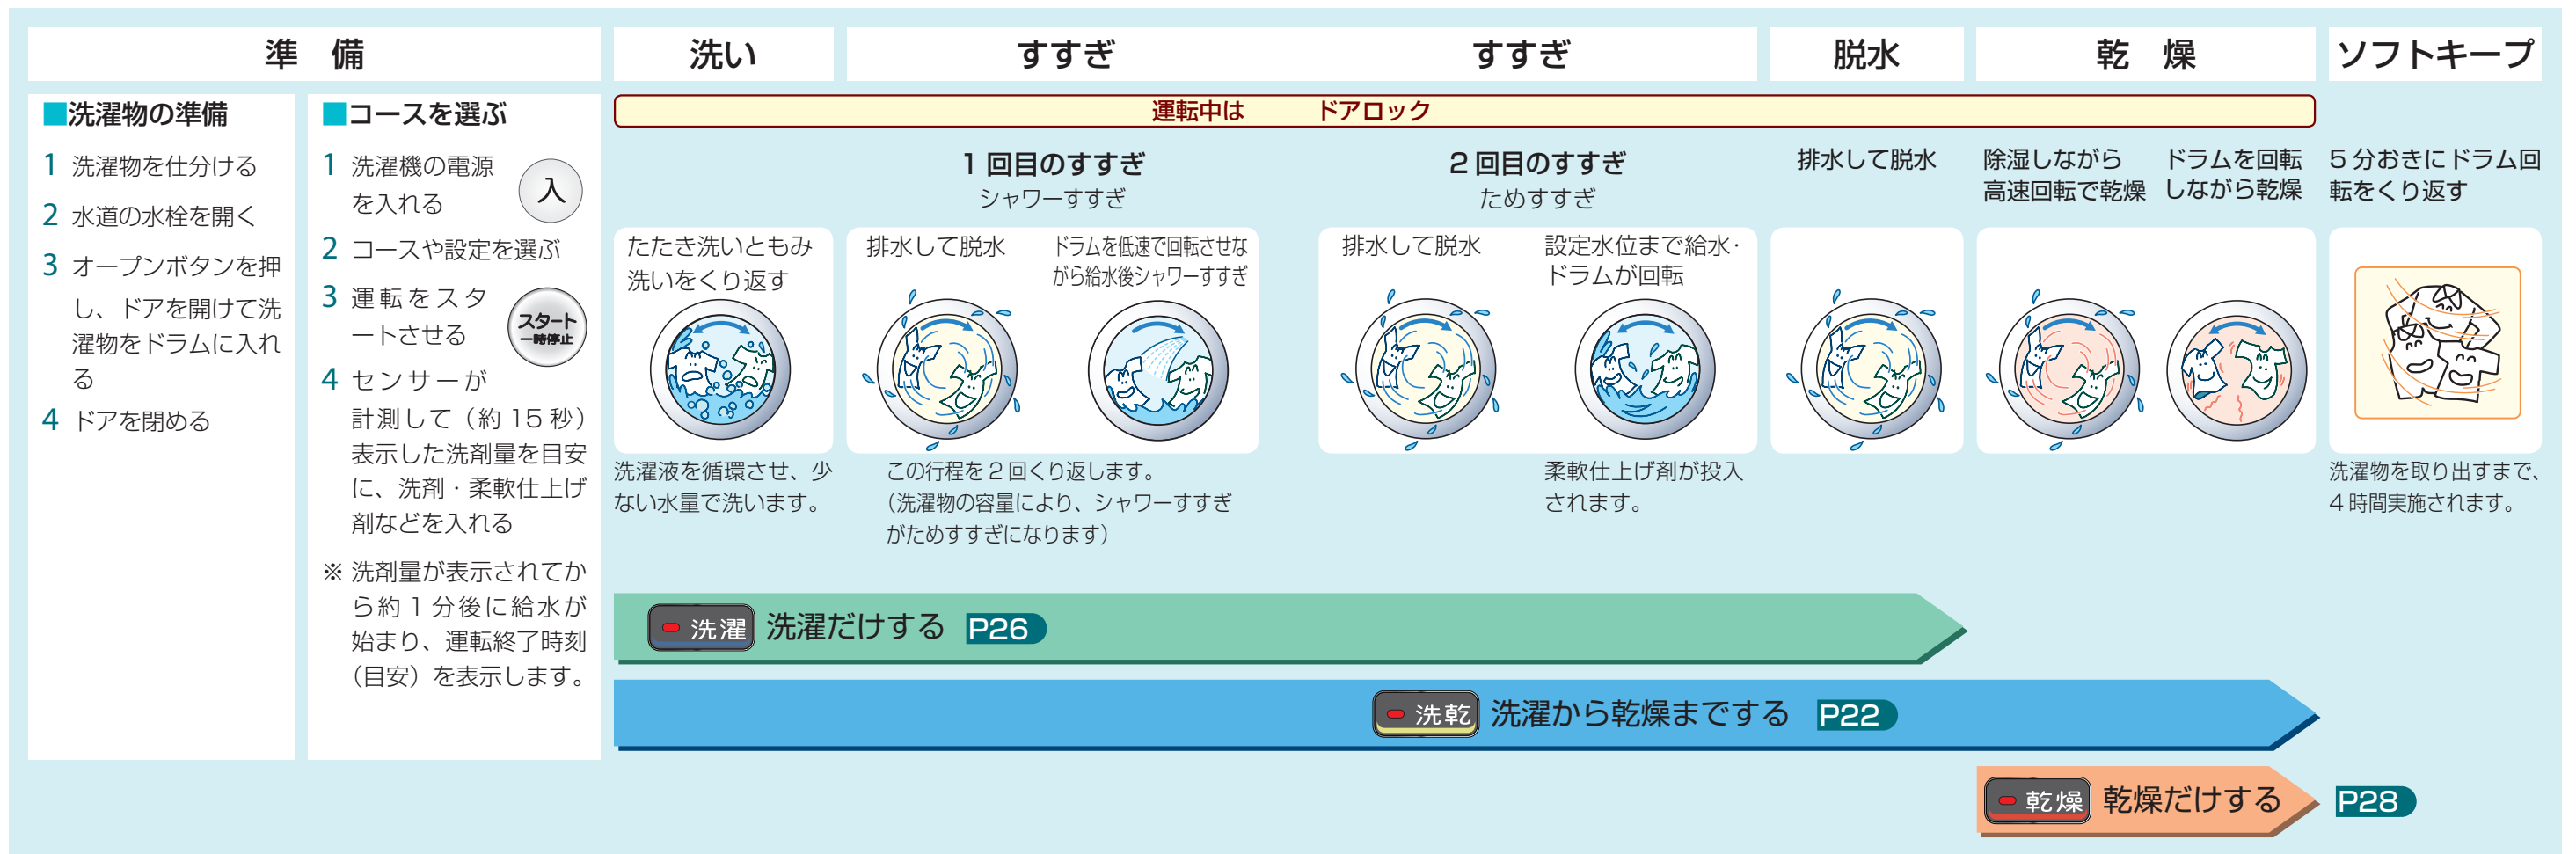 準　備
洗い
すすぎ
すすぎ
脱水
乾　燥
ソフトキープ
■洗濯物の準備
1 洗濯物を仕分ける
2 水道の水栓を開く
3 オープンボタンを押
し、ドアを開けて洗
濯物をドラムに入れ
る
4 ドアを閉める
■コースを選ぶ
1 洗濯機の電源
を入れる
入
2 コースや設定を選ぶ
3 運転をスタ
ートさせる
スタート
一時停止
4 センサーが
計測して（約 15 秒）
表示した洗剤量を目安
に、洗剤・柔軟仕上げ
剤などを入れる
※ 洗剤量が表示されてか
ら約 1 分後に給水が
始まり、運転終了時刻
（目安）を表示します。
運転中は　ドアロック
たたき洗いともみ
洗いをくり返す
洗濯液を循環させ、少
ない水量で洗います。
1 回目のすすぎ
シャワーすすぎ
排水して脱水
ドラムを低速で回転させな
がら給水後シャワーすすぎ
この行程を 2 回くり返します。
（洗濯物の容量により、シャワーすすぎ
がためすすぎになります）
2 回目のすすぎ
ためすすぎ
排水して脱水
設定水位まで給水・
ドラムが回転
柔軟仕上げ剤が投入
されます。
排水して脱水
除湿しながら
高速回転で乾燥
ドラムを回転
しながら乾燥
5 分おきにドラム回
転をくり返す
洗濯物を取り出すまで、
4 時間実施されます。
洗濯 洗濯だけする P26
洗乾 洗濯から乾燥までする P22
乾燥 乾燥だけする P28